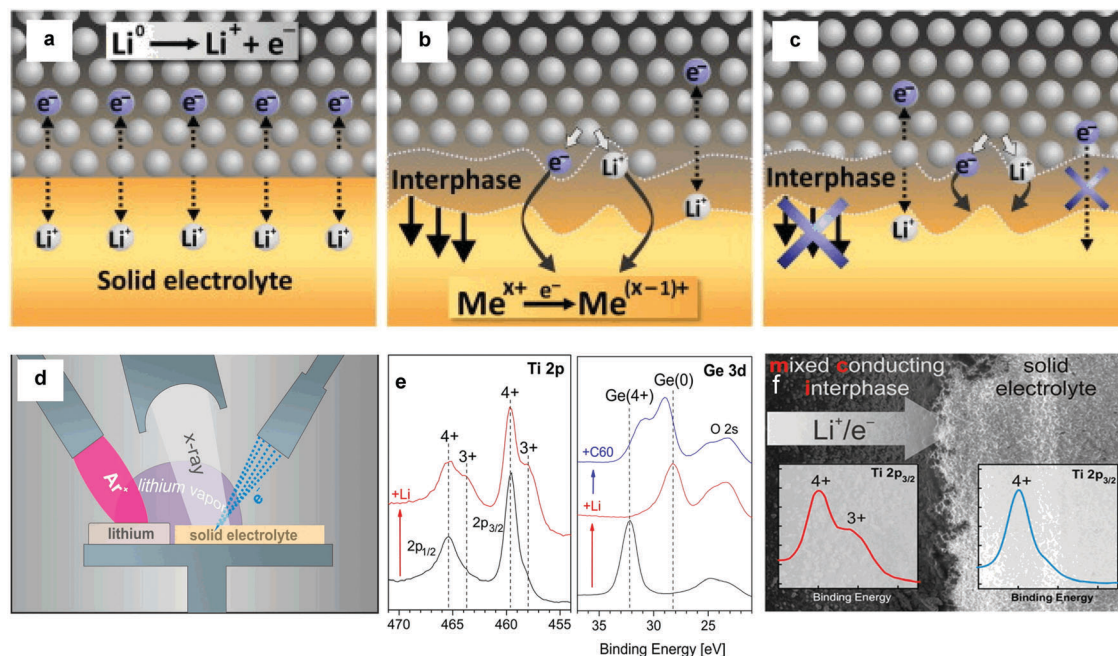 a
Li⁰ → Li⁺ + e⁻
e⁻ e⁻ e⁻ e⁻ e⁻
Li⁺ Li⁺ Li⁺ Li⁺ Li⁺
Solid electrolyte
b
e⁻
e⁻ Li⁺
Interphase
Li⁺
Meˣ⁺ e⁻→ Me⁽ˣ⁻¹⁾⁺
c
e⁻
e⁻
e⁻ Li⁺
Interphase
Li⁺
d
x-ray
Ar⁺
lithium vapor
e⁻
lithium
solid electrolyte
e
Ti 2p
4+
4+
3+
3+
+Li
2p3/2
2p1/2
470 465 460 455
Ge 3d
Ge(0)
Ge(4+)
O 2s
+C60
+Li
35 30 25
Binding Energy [eV]
f
mixed conducting
interphase
solid
electrolyte
Li⁺/e⁻
Ti 2p3/2
4+
3+
Binding Energy
Ti 2p3/2
4+
Binding Energy